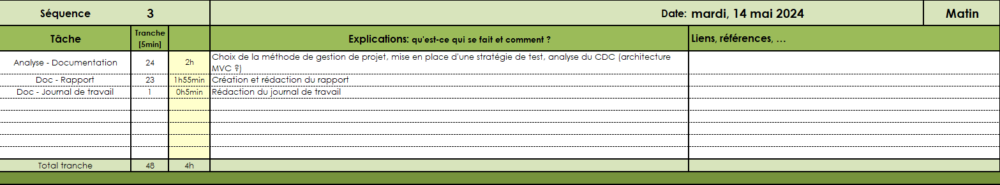 Séquence 3 Date: mardi, 14 mai 2024 Matin
Tâche Tranche [5min] Explications: qu'est-ce qui se fait et comment ? Liens, références, ...
Analyse - Documentation 24 2h Choix de la méthode de gestion de projet, mise en place d'une stratégie de test, analyse du CDC (architecture
MVC ?)
Doc - Rapport 23 1h55min Création et rédaction du rapport
Doc - Journal de travail 1 0h5min Rédaction du journal de travail
Total tranche 48 4h